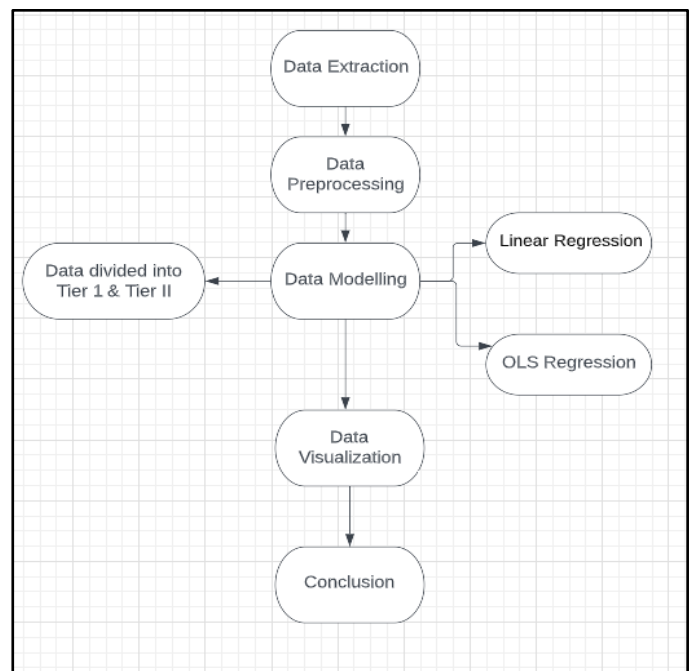 Data Extraction
Data
Preprocessing
Linear Regression
Data divided into
Tier 1 & Tier II
Data Modelling
OLS Regression
Data
Visualization
Conclusion